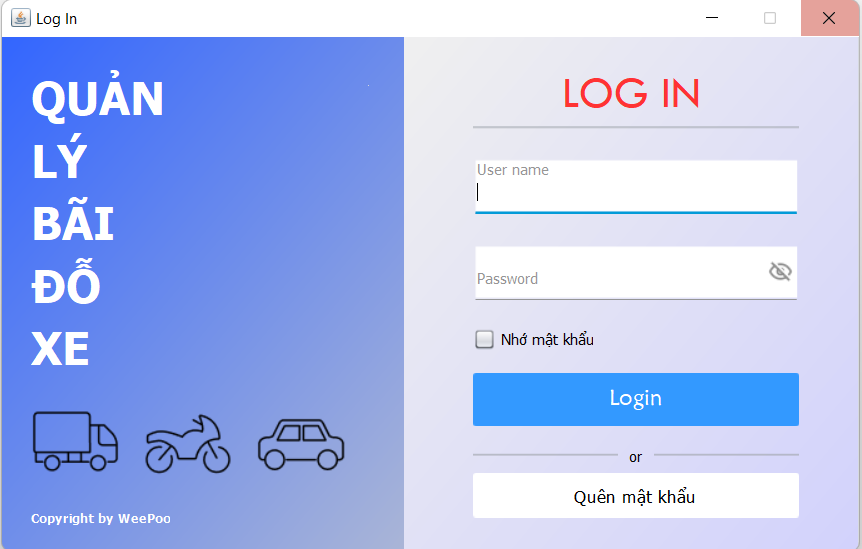 Log In
QUẢN
LÝ
BÃI
ĐỖ
XE
Copyright by WeePoo
LOG IN
User name
Password
Nhớ mật khẩu
Login
or
Quên mật khẩu